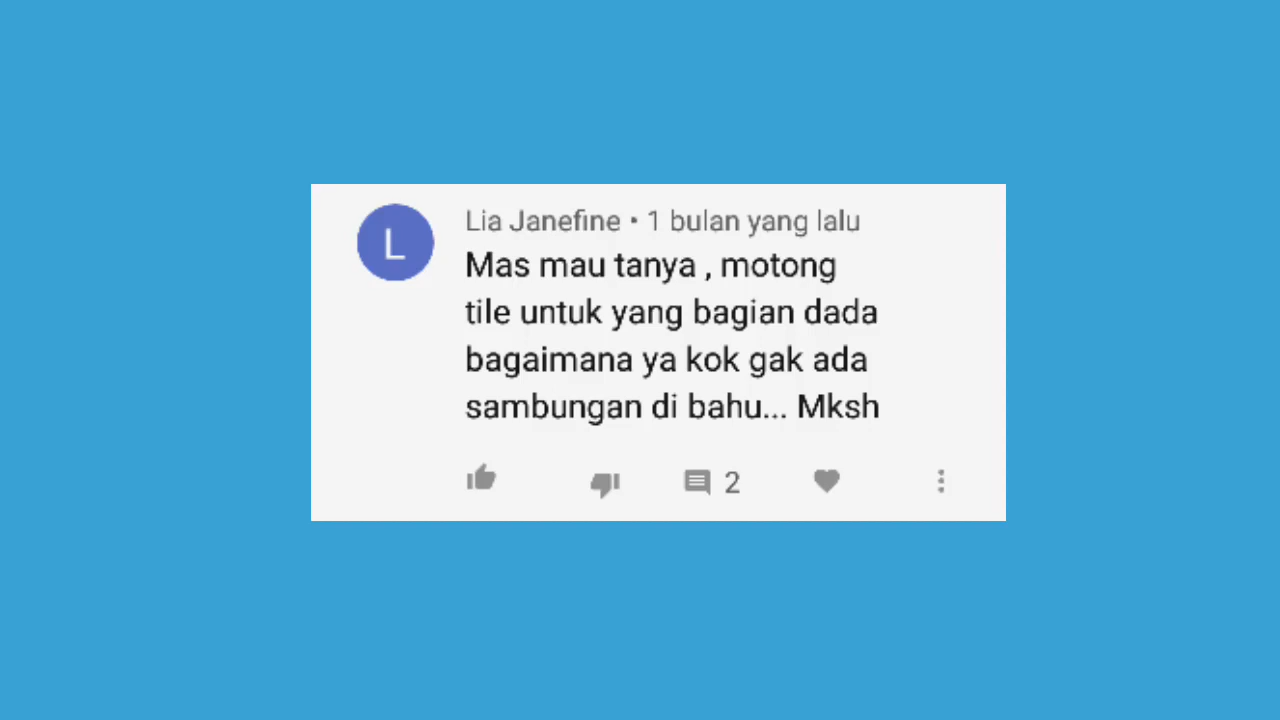 L
Lia Janefine • 1 bulan yang lalu
Mas mau tanya , motong
tile untuk yang bagian dada
bagaimana ya kok gak ada
sambungan di bahu... Mksh
2